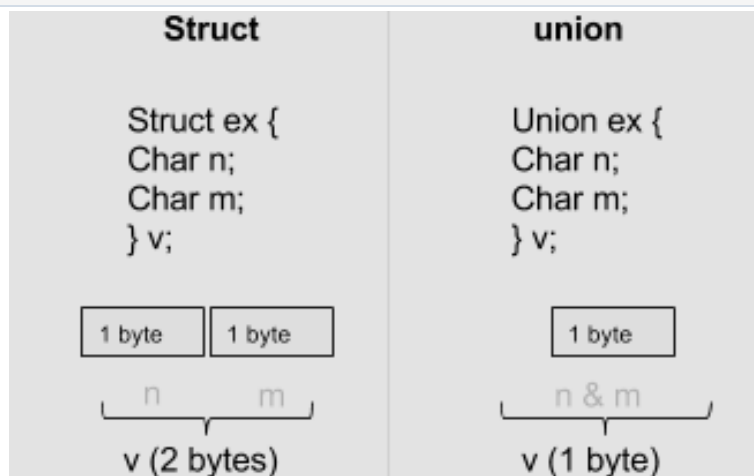 Struct
Struct ex {
Char n;
Char m;
} v;
1 byte 1 byte
n m
v (2 bytes)
union
Union ex {
Char n;
Char m;
} v;
1 byte
n & m
v (1 byte)